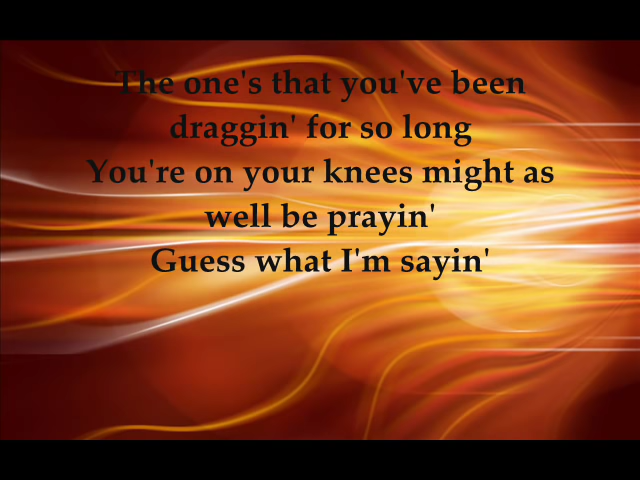 The one's that you've been
draggin' for so long
You're on your knees might as
well be prayin'
Guess what I'm sayin'